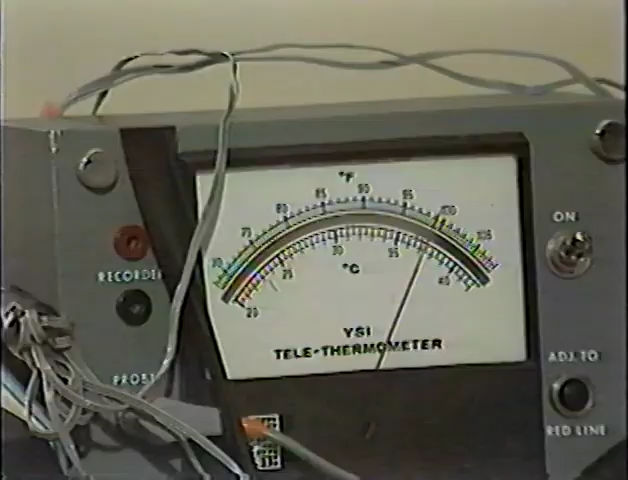 °F
70 75 80 85 90 95 100 105
20 25 30 35 40
°C
YSI
TELE-THERMOMETER
RECORDER
PROBE
ON
ADJ. TO
RED LINE